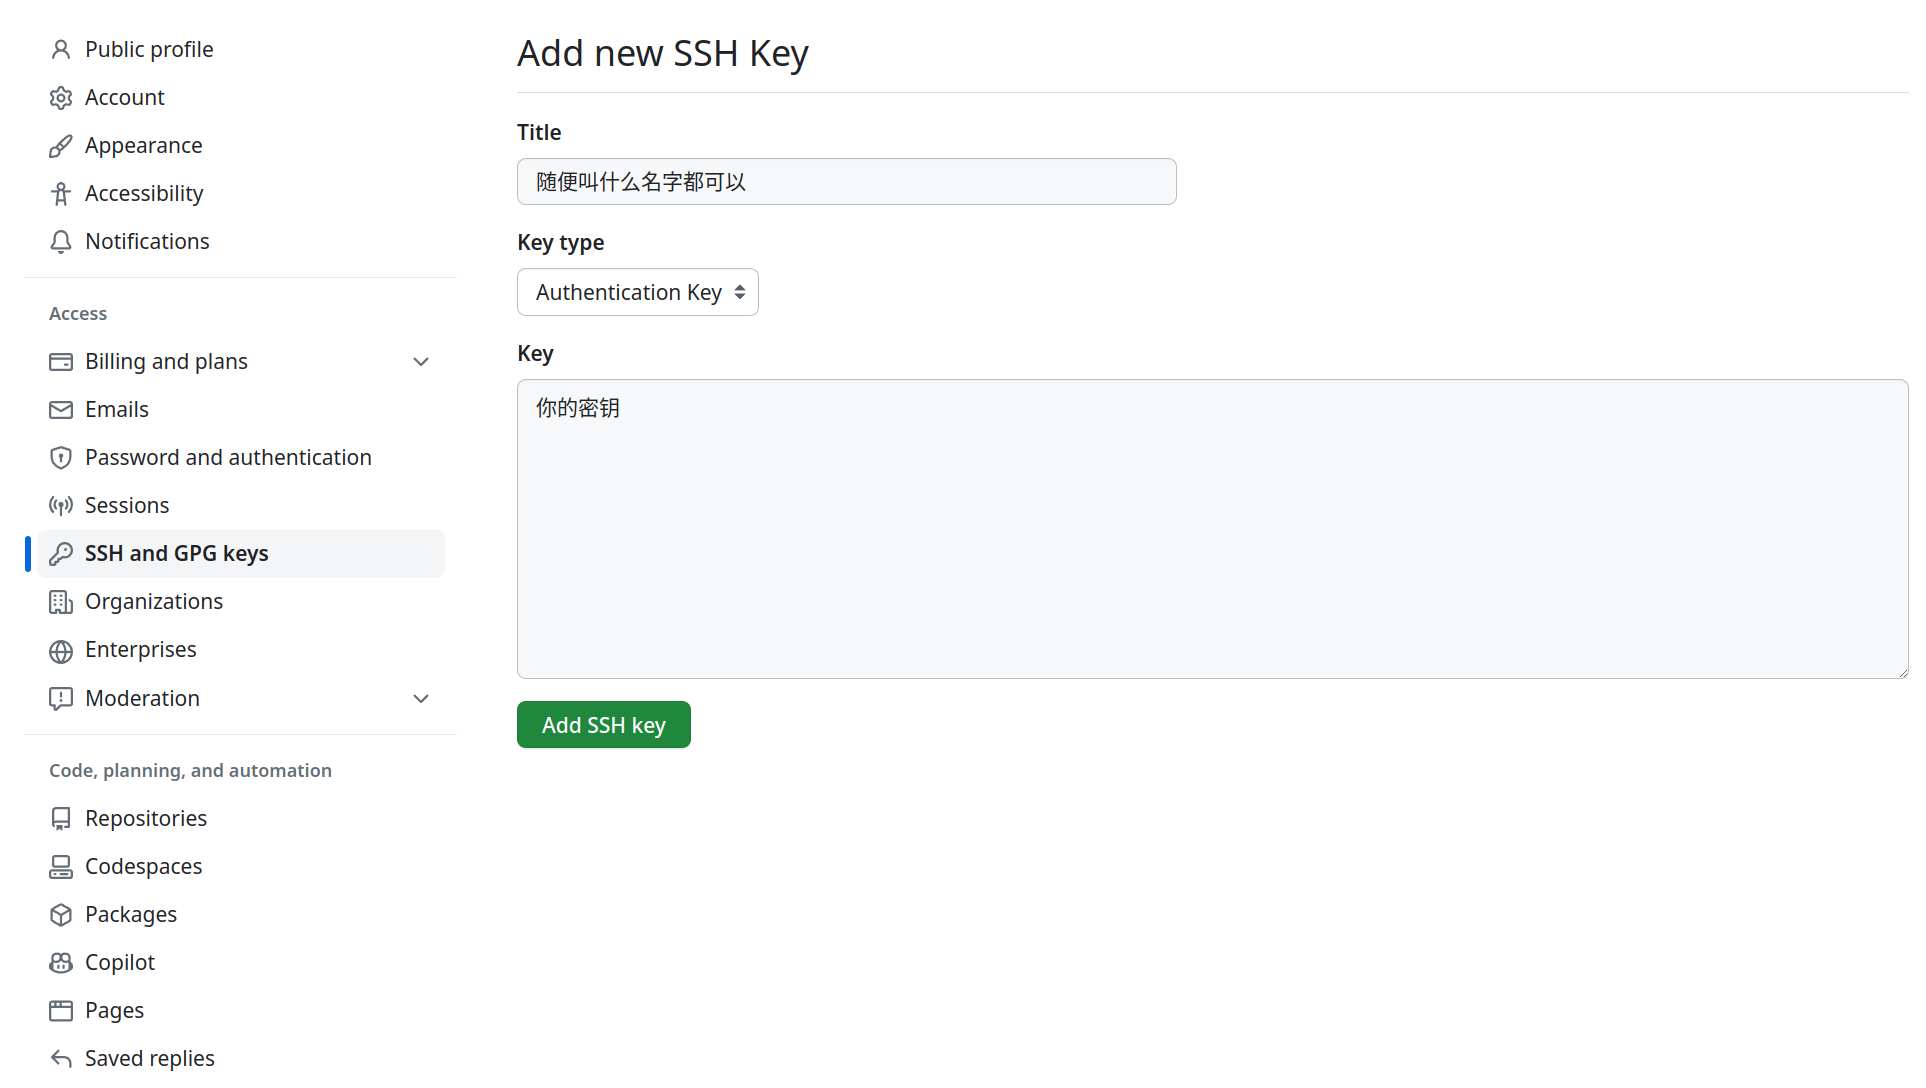 Public profile
Account
Appearance
Accessibility
Notifications
Access
Billing and plans
Emails
Password and authentication
Sessions
SSH and GPG keys
Organizations
Enterprises
Moderation
Code, planning, and automation
Repositories
Codespaces
Packages
Copilot
Pages
Saved replies
Add new SSH Key
Title
随便叫什么名字都可以
Key type
Authentication Key
Key
你的密钥
Add SSH key